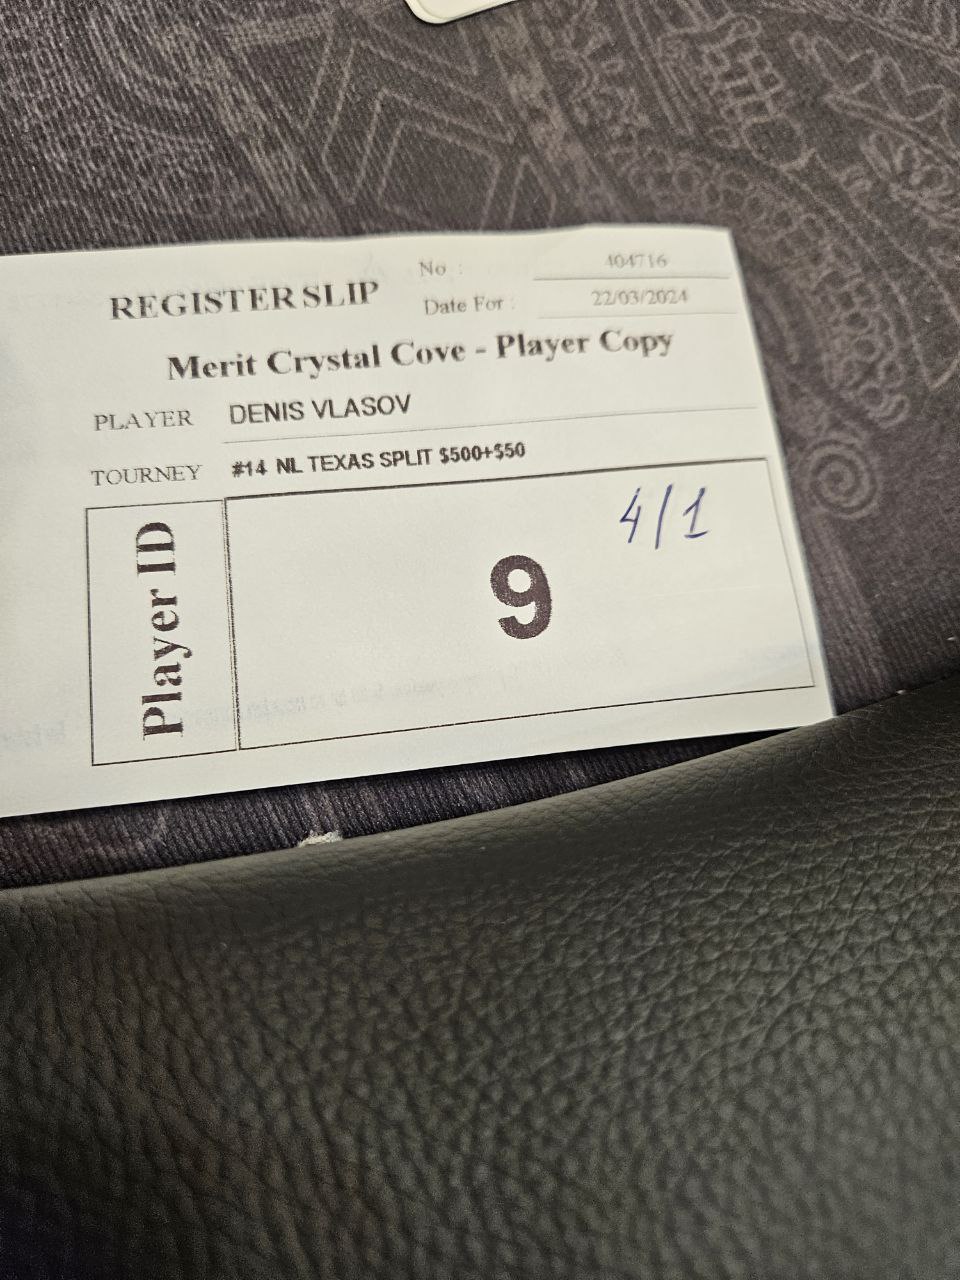 REGISTER SLIP
No : 404716
Date For : 22/03/2024
Merit Crystal Cove - Player Copy
PLAYER DENIS VLASOV
TOURNEY #14 NL TEXAS SPLIT $500+$50
Player ID
4/1
9